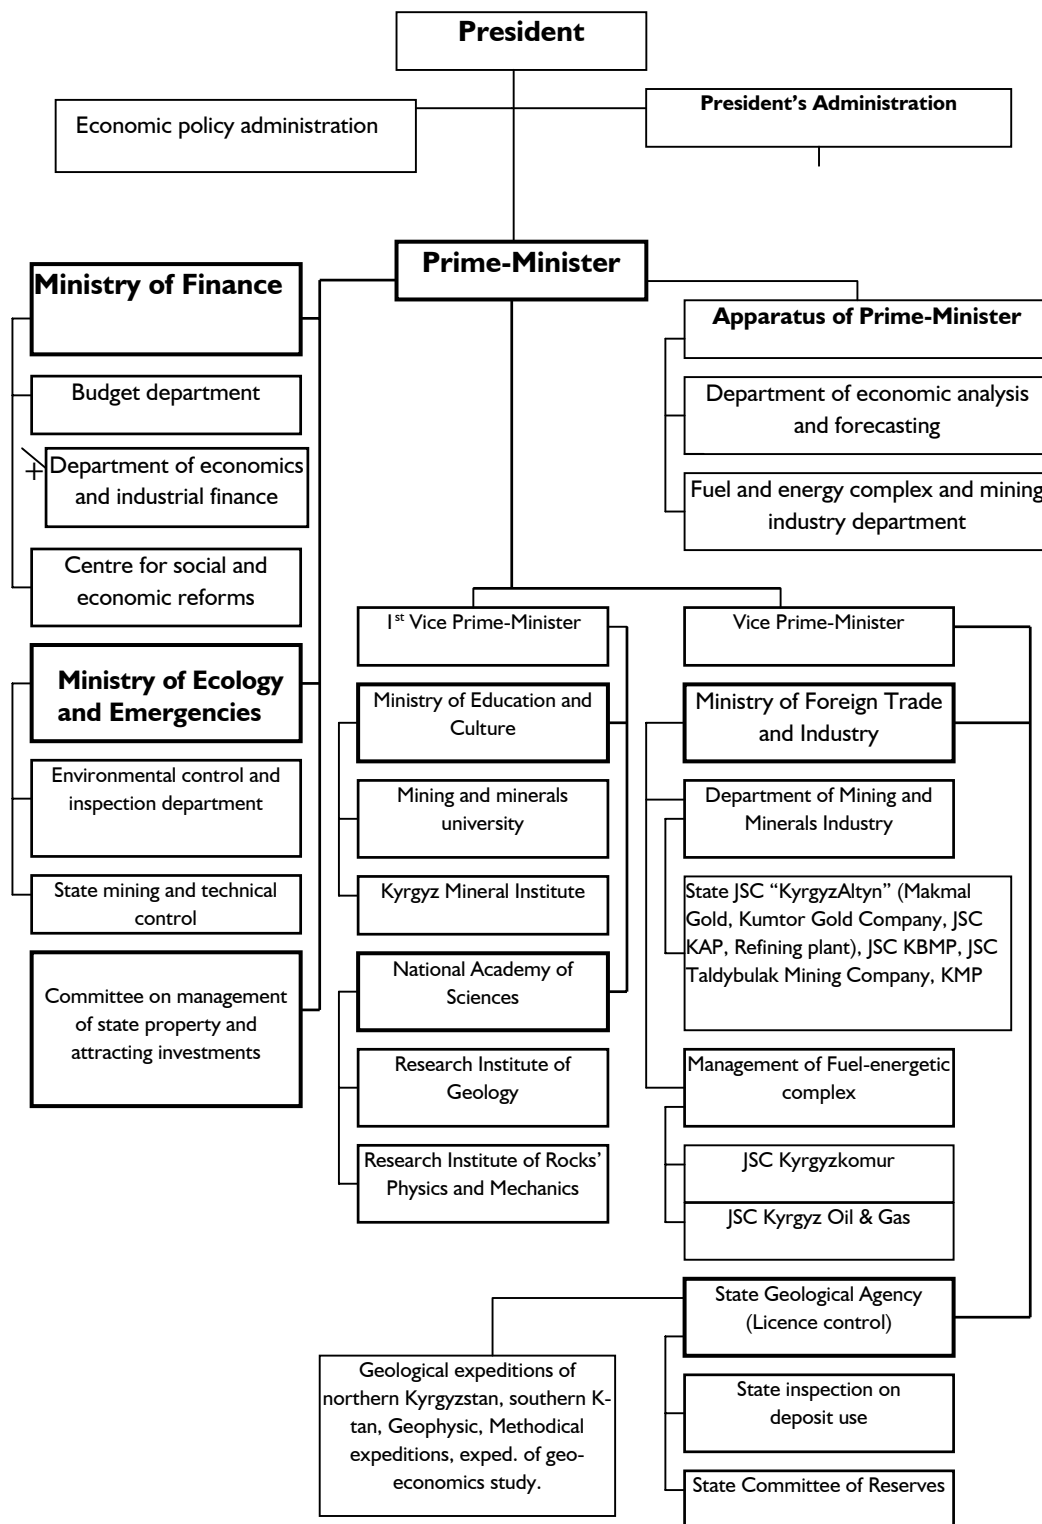 President
Economic policy administration
President’s Administration
Prime-Minister
Ministry of Finance
Budget department
Department of economics
and industrial finance
Centre for social and
economic reforms
Ministry of Ecology
and Emergencies
Environmental control and
inspection department
State mining and technical
control
Committee on management
of state property and
attracting investments
Apparatus of Prime-Minister
Department of economic analysis
and forecasting
Fuel and energy complex and mining
industry department
1st Vice Prime-Minister
Ministry of Education and
Culture
Mining and minerals
university
Kyrgyz Mineral Institute
National Academy of
Sciences
Research Institute of
Geology
Research Institute of Rocks’
Physics and Mechanics
Vice Prime-Minister
Ministry of Foreign Trade
and Industry
Department of Mining and
Minerals Industry
State JSC “KyrgyzAltyn” (Makmal
Gold, Kumtor Gold Company, JSC
KAP, Refining plant), JSC KBMP, JSC
Taldybulak Mining Company, KMP
Management of Fuel-energetic
complex
JSC Kyrgyzkomur
JSC Kyrgyz Oil & Gas
State Geological Agency
(Licence control)
Geological expeditions of
northern Kyrgyzstan, southern K-
tan, Geophysic, Methodical
expeditions, exped. of geo-
economics study.
State inspection on
deposit use
State Committee of Reserves